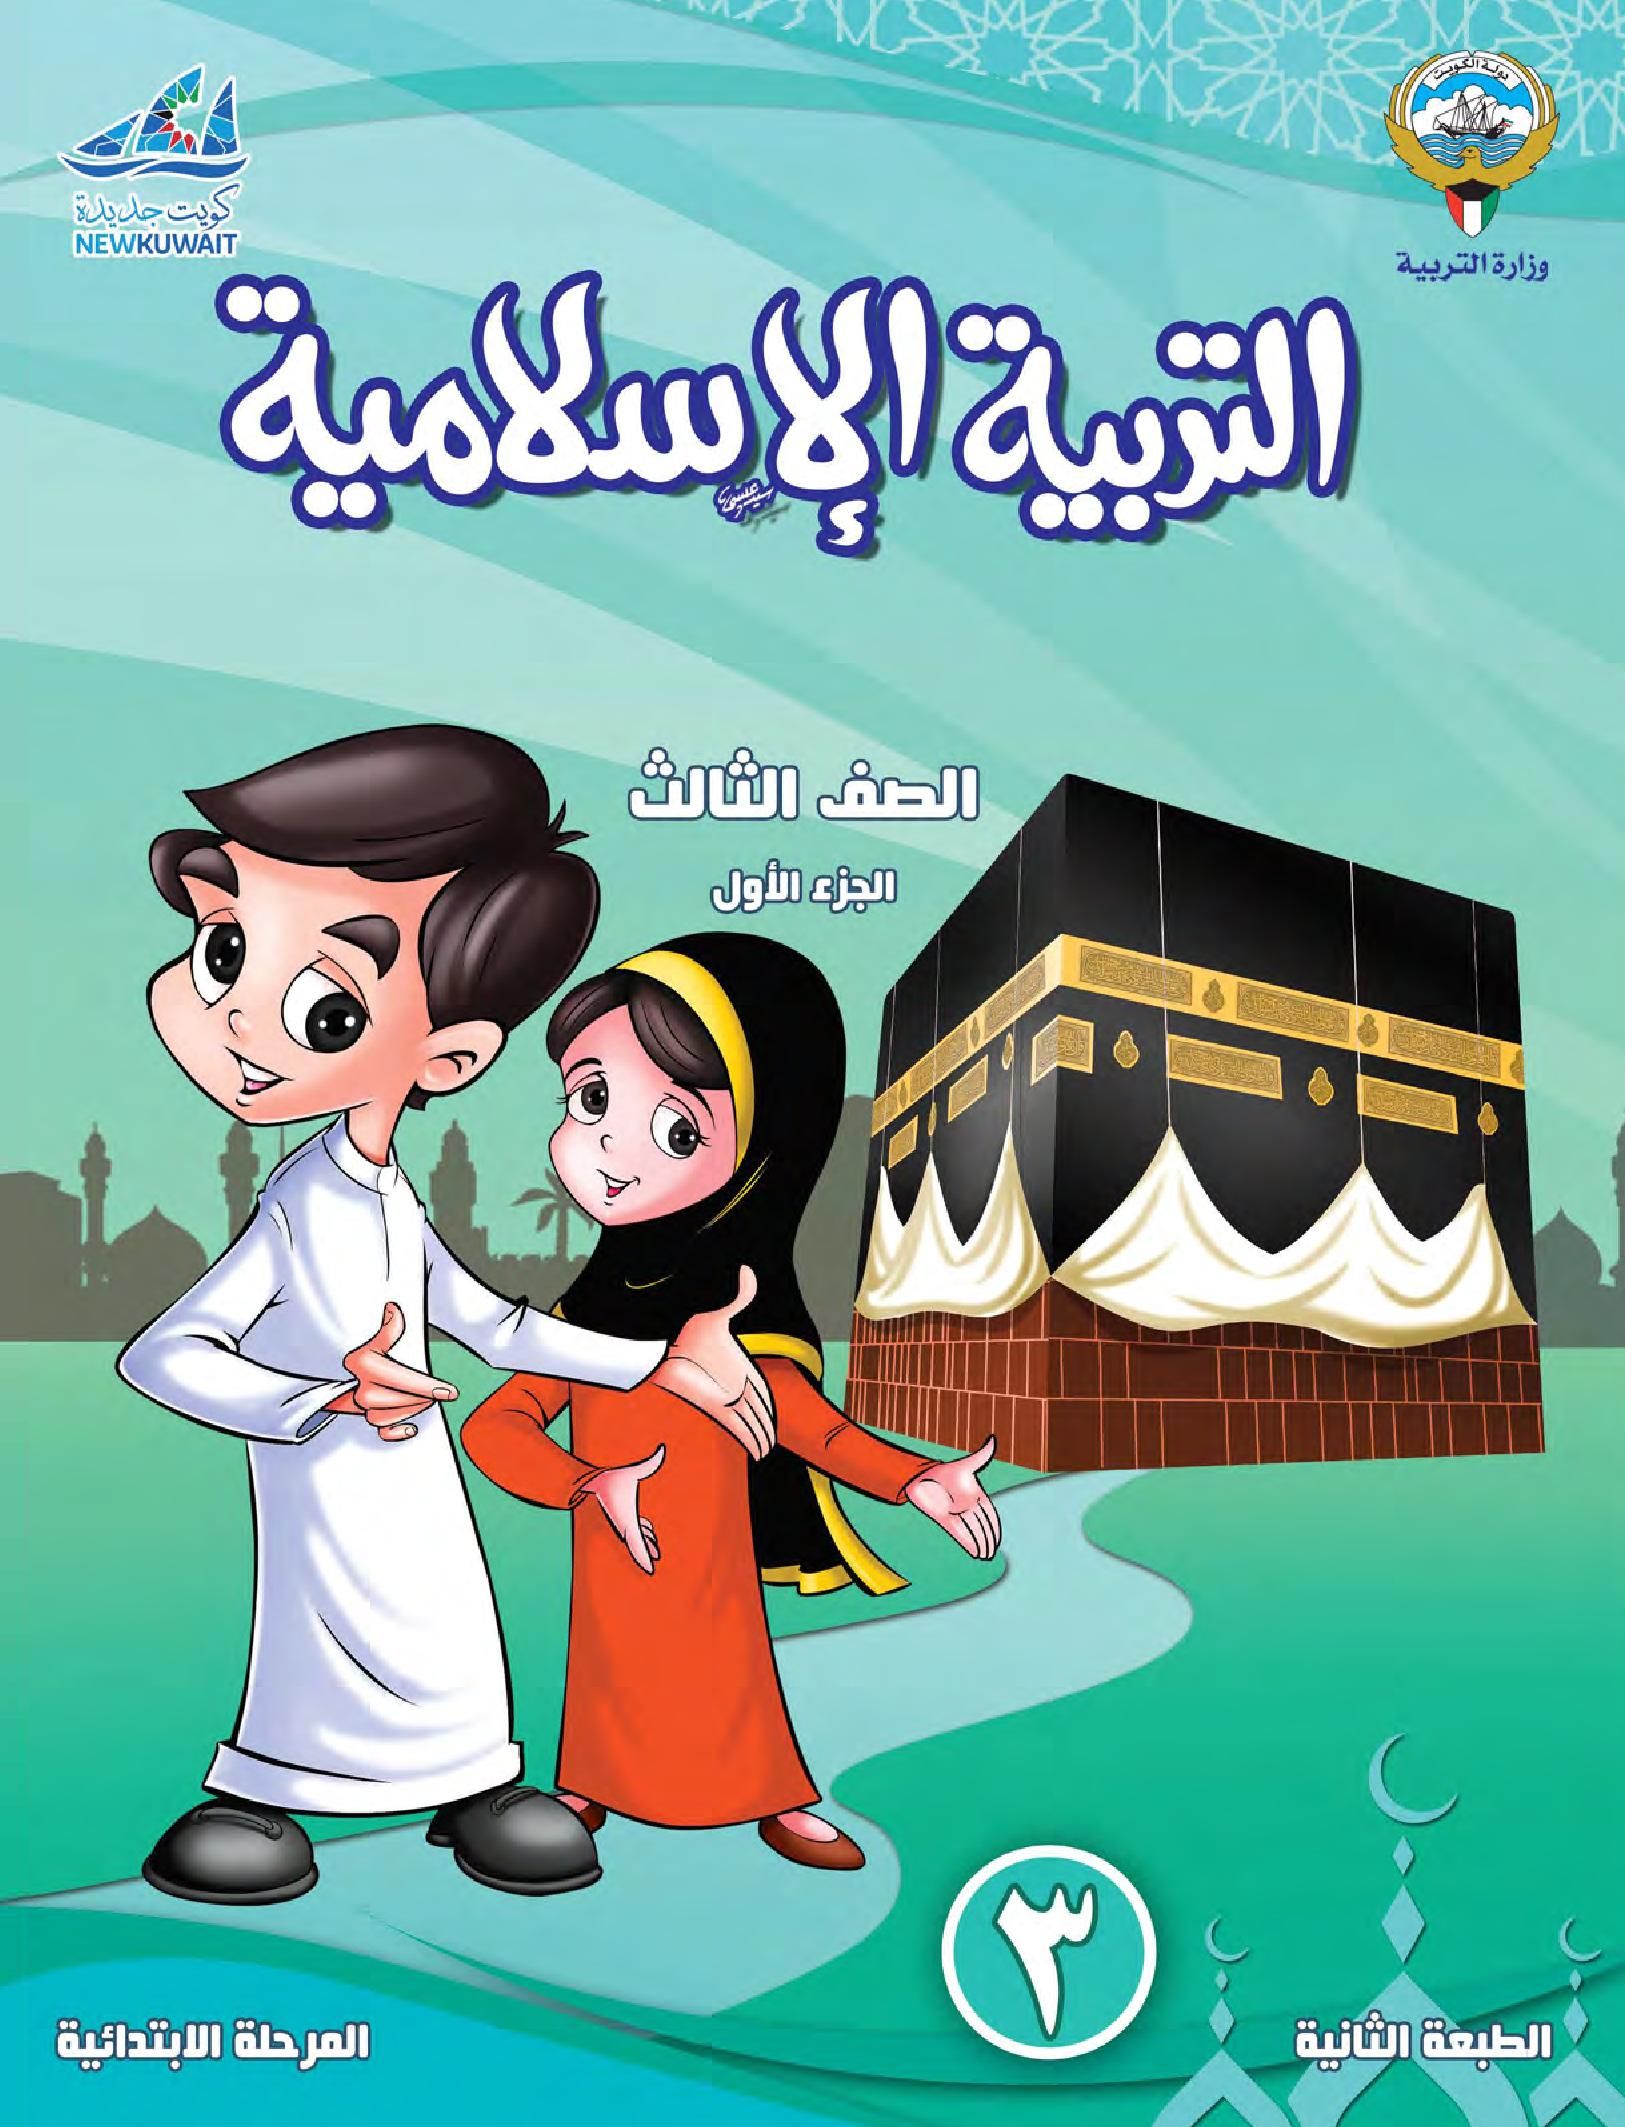 دولة الكويت
وزارة التربية
كويت جديدة
NEWKUWAIT
التربية الإسلامية
الصف الثالث
الجزء الأول
٣
الطبعة الثانية
المرحلة الابتدائية